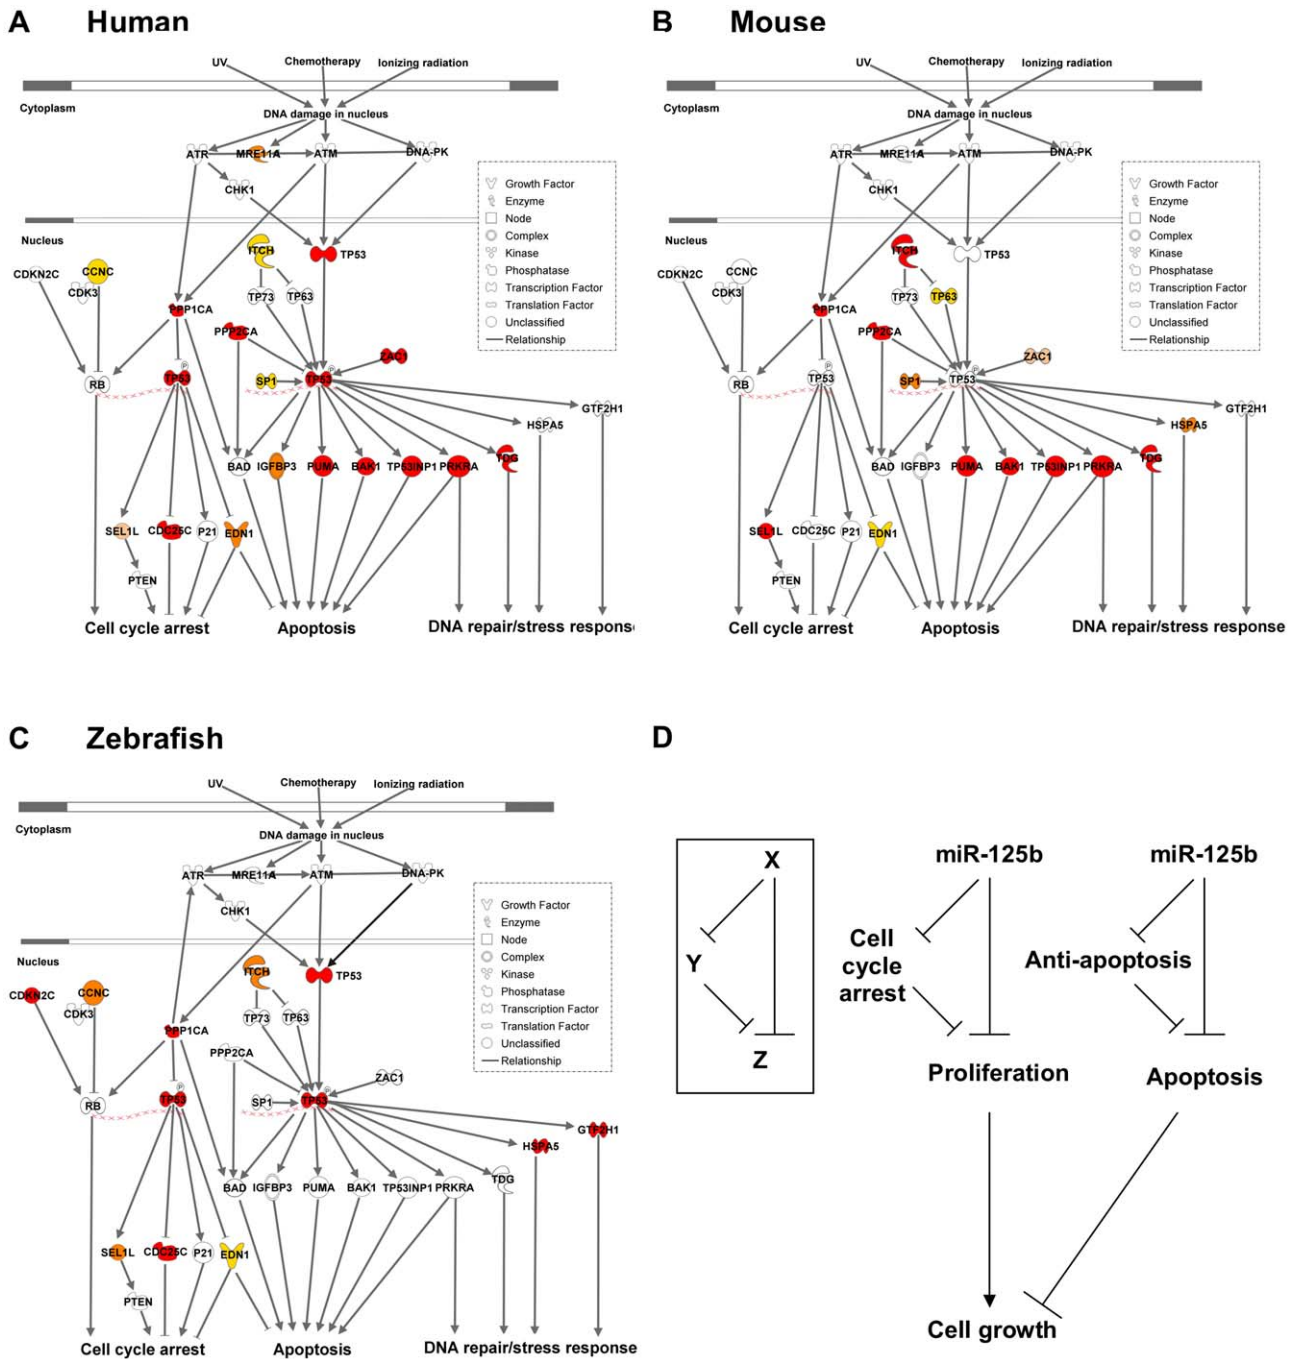 A Human
UV Chemotherapy Ionizing radiation
Cytoplasm
DNA damage in nucleus
ATR MRE11A ATM DNA-PK
CHK1
Growth Factor
Enzyme
Node
Complex
Kinase
Phosphatase
Transcription Factor
Translation Factor
Unclassified
Relationship
Nucleus
CDKN2C CCNC ITCH TP53
CDK3 TP73 TP63
PPP1CA
PPP2CA
ZAC1
P P
RB TP53 SP1 TP53
GTF2H1
HSPA5
BAD IGFBP3 PUMA BAK1 TP53INP1 PRKRA TDG
SEL1L CDC25C P21 EDN1
PTEN
Cell cycle arrest Apoptosis DNA repair/stress respons
B Mouse
UV Chemotherapy Ionizing radiation
Cytoplasm
DNA damage in nucleus
ATR MRE11A ATM DNA-PK
CHK1
Growth Factor
Enzyme
Node
Complex
Kinase
Phosphatase
Transcription Factor
Translation Factor
Unclassified
Relationship
Nucleus
CDKN2C CCNC ITCH TP53
CDK3 TP73 TP63
PPP1CA
PPP2CA
ZAC1
P P
RB TP53 SP1 TP53
GTF2H1
HSPA5
BAD IGFBP3 PUMA BAK1 TP53INP1 PRKRA TDG
SEL1L CDC25C P21 EDN1
PTEN
Cell cycle arrest Apoptosis DNA repair/stress response
C Zebrafish
UV Chemotherapy Ionizing radiation
Cytoplasm
DNA damage in nucleus
ATR MRE11A ATM DNA-PK
CHK1
Growth Factor
Enzyme
Node
Complex
Kinase
Phosphatase
Transcription Factor
Translation Factor
Unclassified
Relationship
Nucleus
CDKN2C CCNC ITCH TP53
CDK3 TP73 TP63
PPP1CA
PPP2CA
ZAC1
P P
RB TP53 SP1 TP53
GTF2H1
HSPA5
BAD IGFBP3 PUMA BAK1 TP53INP1 PRKRA TDG
SEL1L CDC25C P21 EDN1
PTEN
Cell cycle arrest Apoptosis DNA repair/stress response
D
X
Y
Z
miR-125b
Cell
cycle
arrest
Proliferation
miR-125b
Anti-apoptosis
Apoptosis
Cell growth